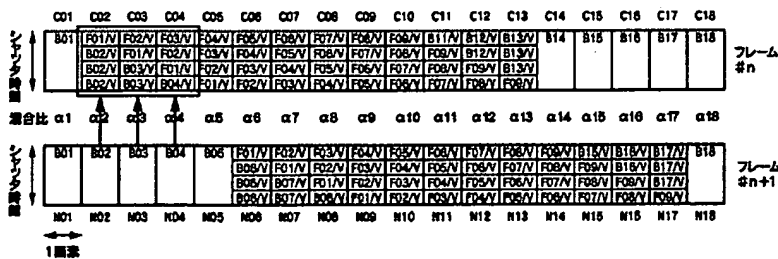 C01 C02 C03 C04 C05 C06 C07 C08 C09 C10 C11 C12 C13 C14 C15 C16 C17 C18
シャッタ時間
B01 F01/V F02/V F03/V F04/V F05/V F06/V F07/V F08/V F09/V B11/V B12/V B13/V B14 B15 B16 B17 B18
B02/V F01/V F02/V F03/V F04/V F05/V F06/V F07/V F08/V F09/V B12/V B13/V
B02/V B03/V F01/V F02/V F03/V F04/V F05/V F06/V F07/V F08/V F09/V B13/V
B02/V B03/V B04/V F01/V F02/V F03/V F04/V F05/V F06/V F07/V F08/V F09/V
フレーム
#n
混合比 α1 α2 α3 α4 α5 α6 α7 α8 α9 α10 α11 α12 α13 α14 α15 α16 α17 α18
シャッタ時間
B01 B02 B03 B04 B05 F01/V F02/V F03/V F04/V F05/V F06/V F07/V F08/V F09/V B15/V B16/V B17/V B18
B06/V F01/V F02/V F03/V F04/V F05/V F06/V F07/V F08/V F09/V B16/V B17/V
B06/V B07/V F01/V F02/V F03/V F04/V F05/V F06/V F07/V F08/V F09/V B17/V
B06/V B07/V B08/V F01/V F02/V F03/V F04/V F05/V F06/V F07/V F08/V F09/V
フレーム
#n+1
N01 N02 N03 N04 N05 N06 N07 N08 N09 N10 N11 N12 N13 N14 N15 N16 N17 N18
1画素